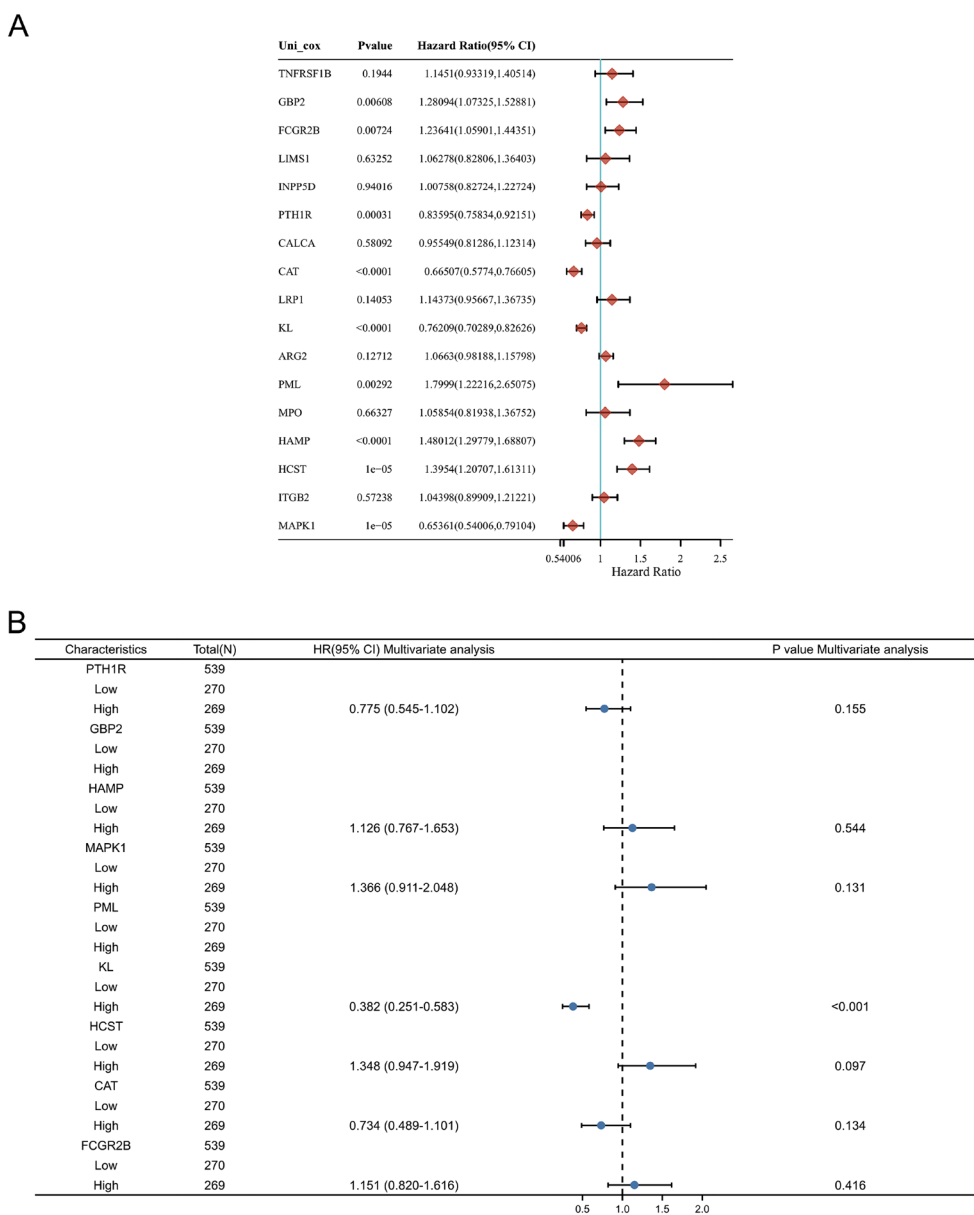 A
Uni_cox Pvalue Hazard Ratio(95% CI)
TNFRSF1B 0.1944 1.1451(0.93319,1.40514)
GBP2 0.00608 1.28094(1.07325,1.52881)
FCGR2B 0.00724 1.23641(1.05901,1.44351)
LIMS1 0.63252 1.06278(0.82806,1.36403)
INPP5D 0.94016 1.00758(0.82724,1.22724)
PTH1R 0.00031 0.83595(0.75834,0.92151)
CALCA 0.58092 0.95549(0.81286,1.12314)
CAT <0.0001 0.66507(0.5774,0.76605)
LRP1 0.14053 1.14373(0.95667,1.36735)
KL <0.0001 0.76209(0.70289,0.82626)
ARG2 0.12712 1.0663(0.98188,1.15798)
PML 0.00292 1.7999(1.22216,2.65075)
MPO 0.66327 1.05854(0.81938,1.36752)
HAMP <0.0001 1.48012(1.29779,1.68807)
HCST 1e−05 1.3954(1.20707,1.61311)
ITGB2 0.57238 1.04398(0.89909,1.21221)
MAPK1 1e−05 0.65361(0.54006,0.79104)
0.54006 1 1.5 2 2.5
Hazard Ratio
B
Characteristics Total(N) HR(95% CI) Multivariate analysis P value Multivariate analysis
PTH1R 539
Low 270
High 269 0.775 (0.545-1.102) 0.155
GBP2 539
Low 270
High 269
HAMP 539
Low 270
High 269 1.126 (0.767-1.653) 0.544
MAPK1 539
Low 270
High 269 1.366 (0.911-2.048) 0.131
PML 539
Low 270
High 269
KL 539
Low 270
High 269 0.382 (0.251-0.583) <0.001
HCST 539
Low 270
High 269 1.348 (0.947-1.919) 0.097
CAT 539
Low 270
High 269 0.734 (0.489-1.101) 0.134
FCGR2B 539
Low 270
High 269 1.151 (0.820-1.616) 0.416
0.5 1.0 1.5 2.0